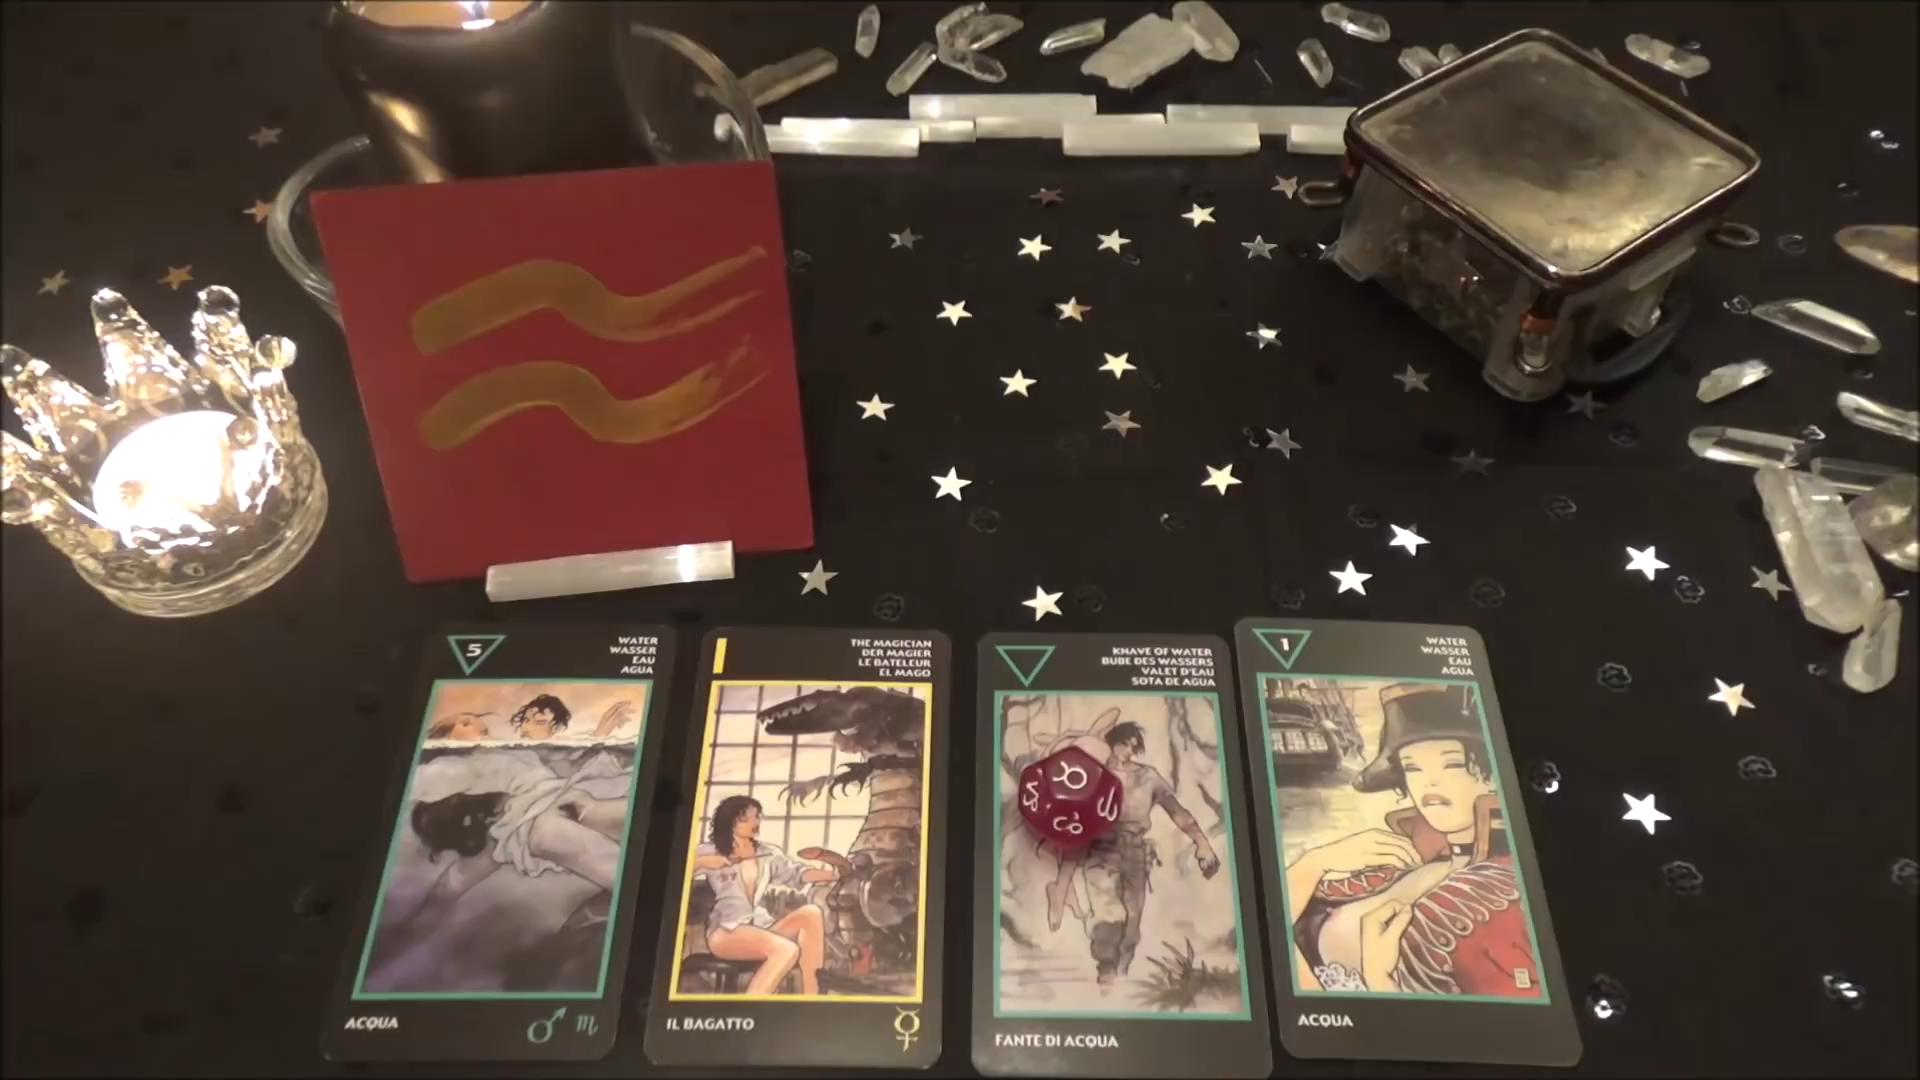 5
WATER
WASSER
EAU
AGUA
ACQUA
THE MAGICIAN
DER MAGIER
LE BATELEUR
EL MAGO
IL BAGATTO
KNAVE OF WATER
BUBE DES WASSERS
VALET D'EAU
SOTA DE AGUA
FANTE DI ACQUA
1
WATER
WASSER
EAU
AGUA
ACQUA